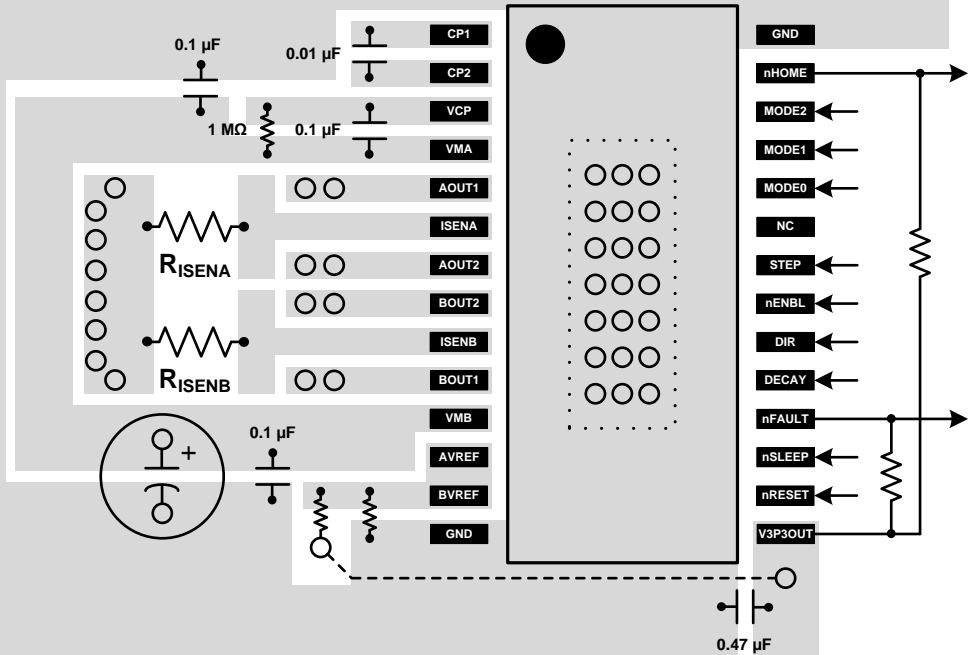 CP1
GND
0.1 µF
0.01 µF
CP2
nHOME
VCP
MODE2
1 MΩ
0.1 µF
VMA
MODE1
AOUT1
MODE0
ISENA
NC
RISENA
AOUT2
STEP
BOUT2
nENBL
ISENB
DIR
RISENB
BOUT1
DECAY
VMB
nFAULT
0.1 µF
+
AVREF
nSLEEP
BVREF
nRESET
GND
V3P3OUT
0.47 µF